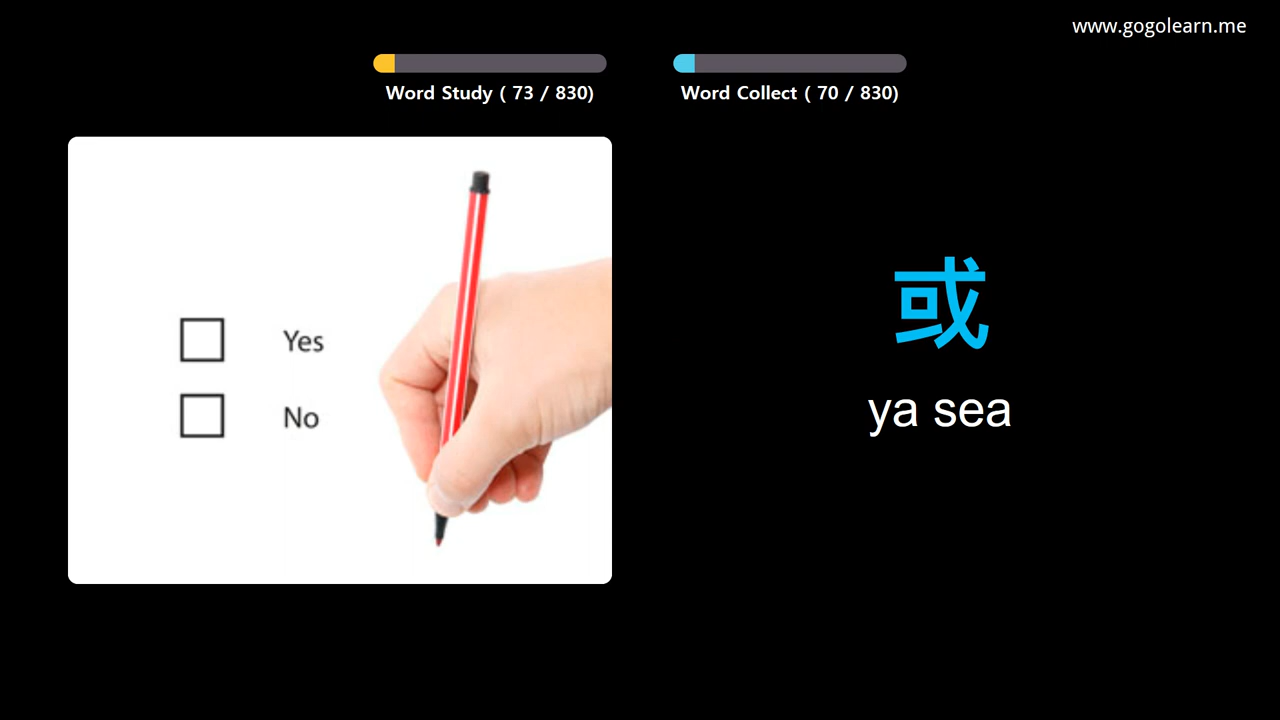 www.gogolearn.me
Word Study ( 73 / 830)
Word Collect ( 70 / 830)
Yes
No
或
ya sea